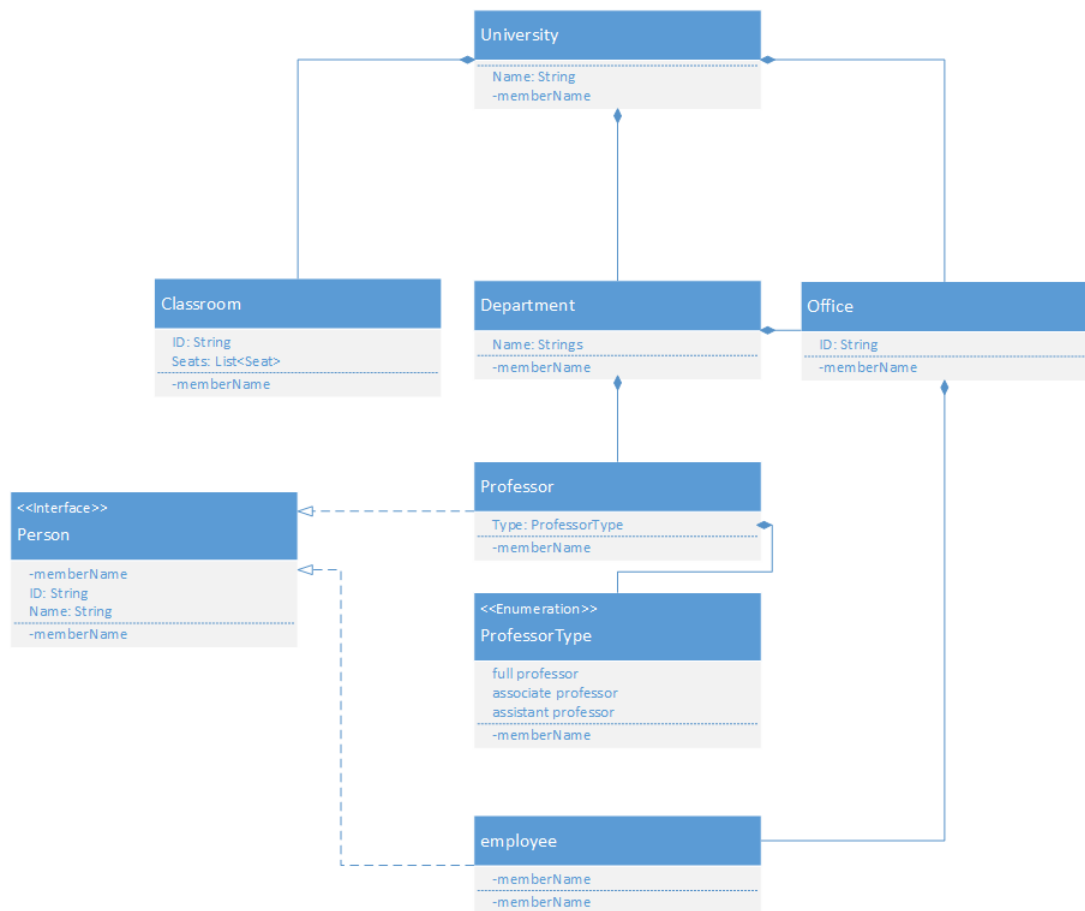 University
Name: String
-memberName
Classroom
ID: String
Seats: List<Seat>
-memberName
Department
Name: Strings
-memberName
Office
ID: String
-memberName
Professor
Type: ProfessorType
-memberName
<<Interface>>
Person
-memberName
ID: String
Name: String
-memberName
<<Enumeration>>
ProfessorType
full professor
associate professor
assistant professor
-memberName
employee
-memberName
-memberName